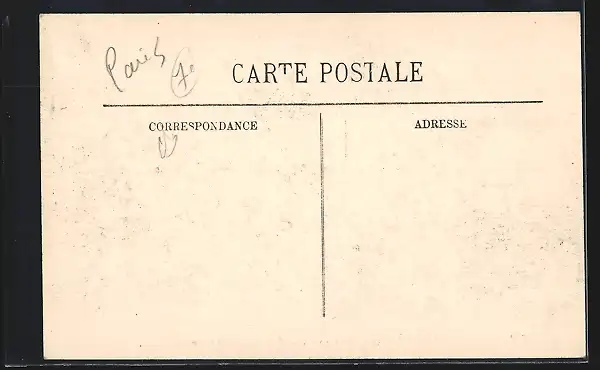 Paris 7e
CARTE POSTALE
CORRESPONDANCE
ADRESSE